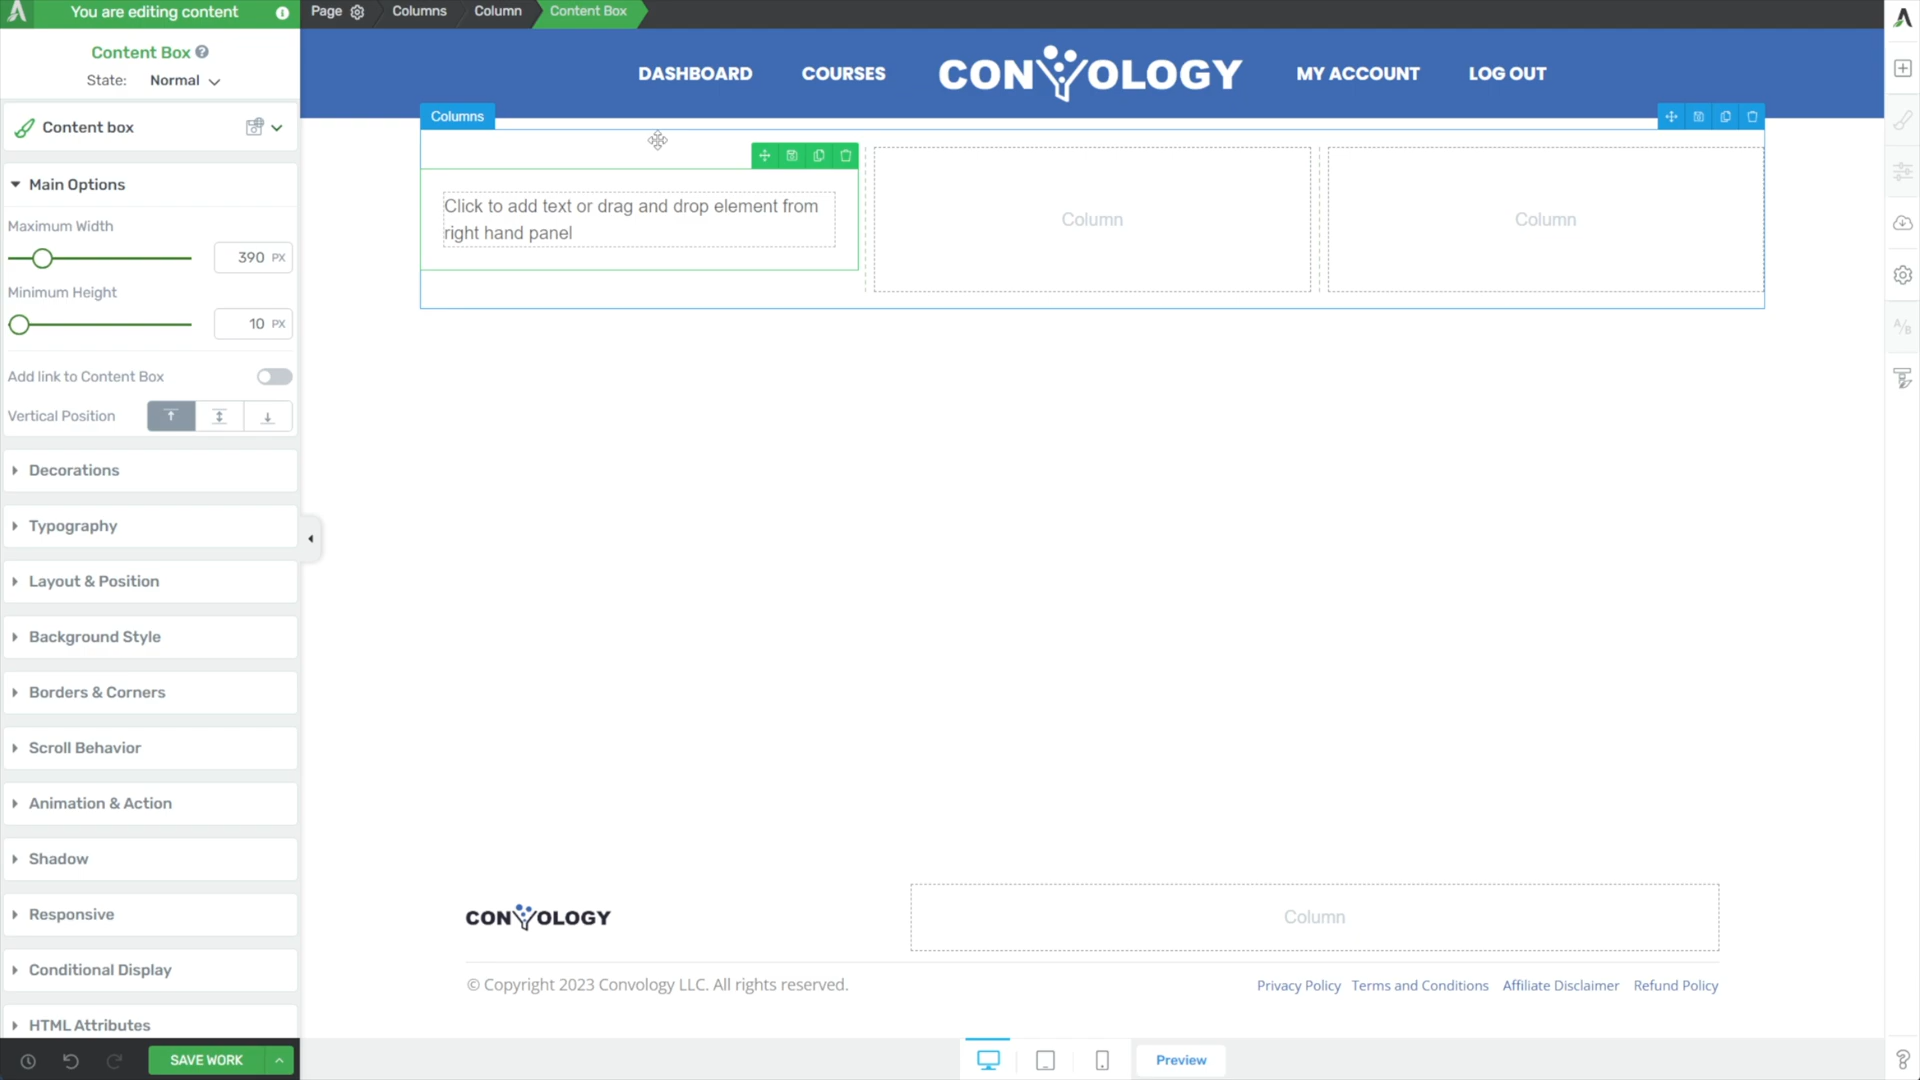 You are editing content
Page
Columns
Column
Content Box
Content Box
State: Normal
DASHBOARD
COURSES
CONVOLOGY
MY ACCOUNT
LOG OUT
Columns
Content box
Main Options
Maximum Width
390 PX
Minimum Height
10 PX
Add link to Content Box
Vertical Position
Click to add text or drag and drop element from
right hand panel
Column
Column
A/B
Decorations
Typography
Layout & Position
Background Style
Borders & Corners
Scroll Behavior
Animation & Action
Shadow
Responsive
Conditional Display
HTML Attributes
CONVOLOGY
Column
© Copyright 2023 Convology LLC. All rights reserved.
Privacy Policy
Terms and Conditions
Affiliate Disclaimer
Refund Policy
SAVE WORK
Preview